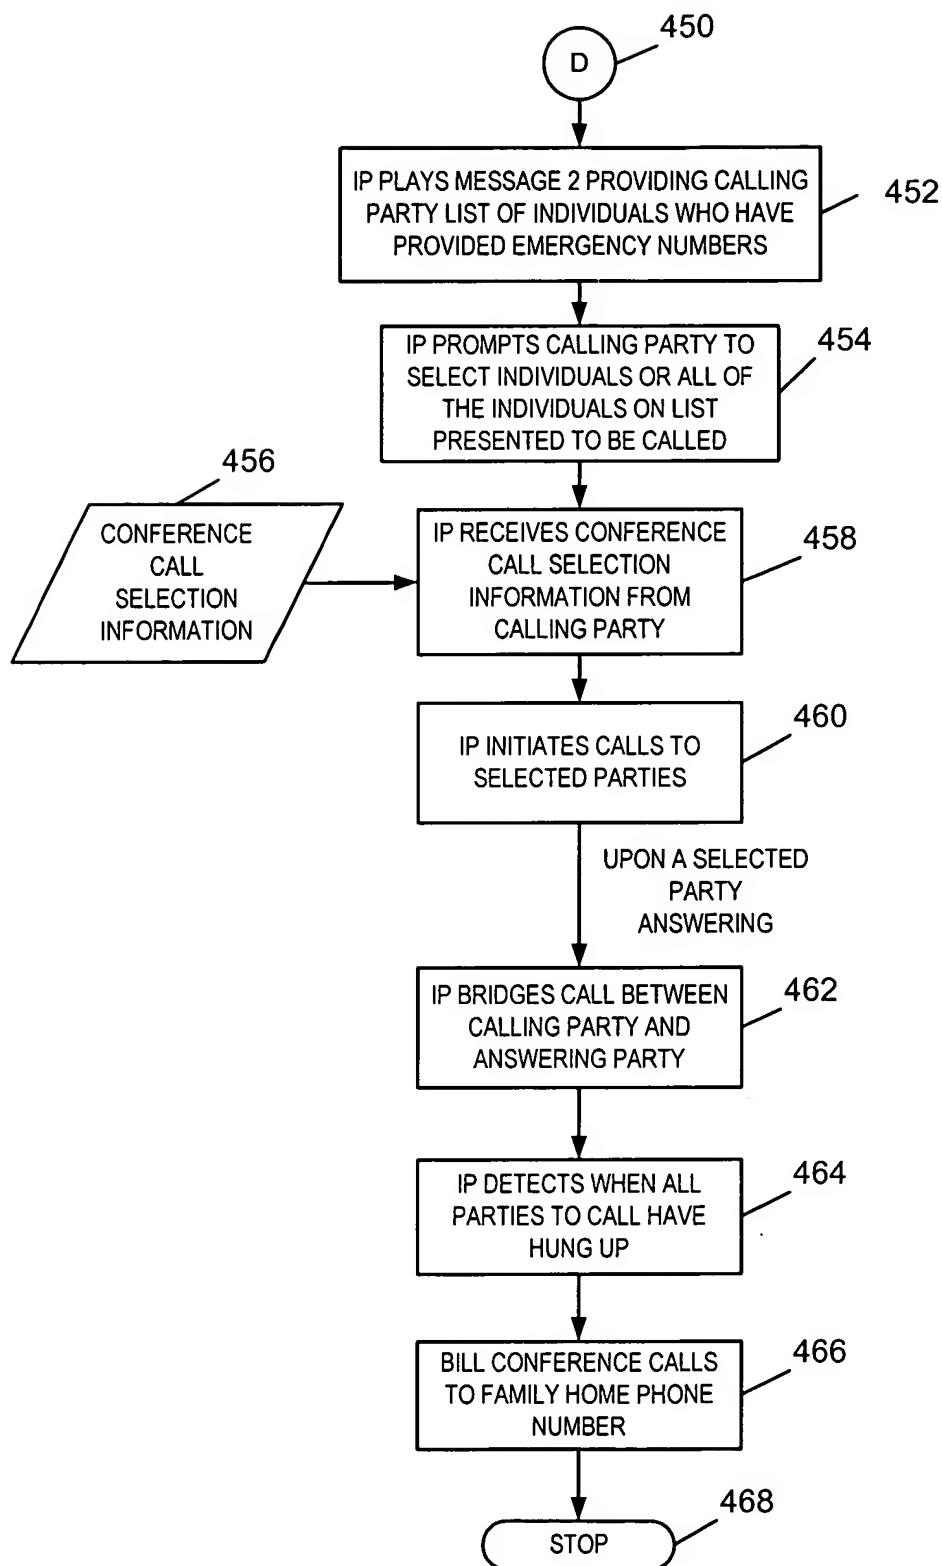 450
D
IP PLAYS MESSAGE 2 PROVIDING CALLING
PARTY LIST OF INDIVIDUALS WHO HAVE
PROVIDED EMERGENCY NUMBERS
452
IP PROMPTS CALLING PARTY TO
SELECT INDIVIDUALS OR ALL OF
THE INDIVIDUALS ON LIST
PRESENTED TO BE CALLED
454
456
CONFERENCE
CALL
SELECTION
INFORMATION
IP RECEIVES CONFERENCE
CALL SELECTION
INFORMATION FROM
CALLING PARTY
458
IP INITIATES CALLS TO
SELECTED PARTIES
460
UPON A SELECTED
PARTY
ANSWERING
IP BRIDGES CALL BETWEEN
CALLING PARTY AND
ANSWERING PARTY
462
IP DETECTS WHEN ALL
PARTIES TO CALL HAVE
HUNG UP
464
BILL CONFERENCE CALLS
TO FAMILY HOME PHONE
NUMBER
466
STOP
468